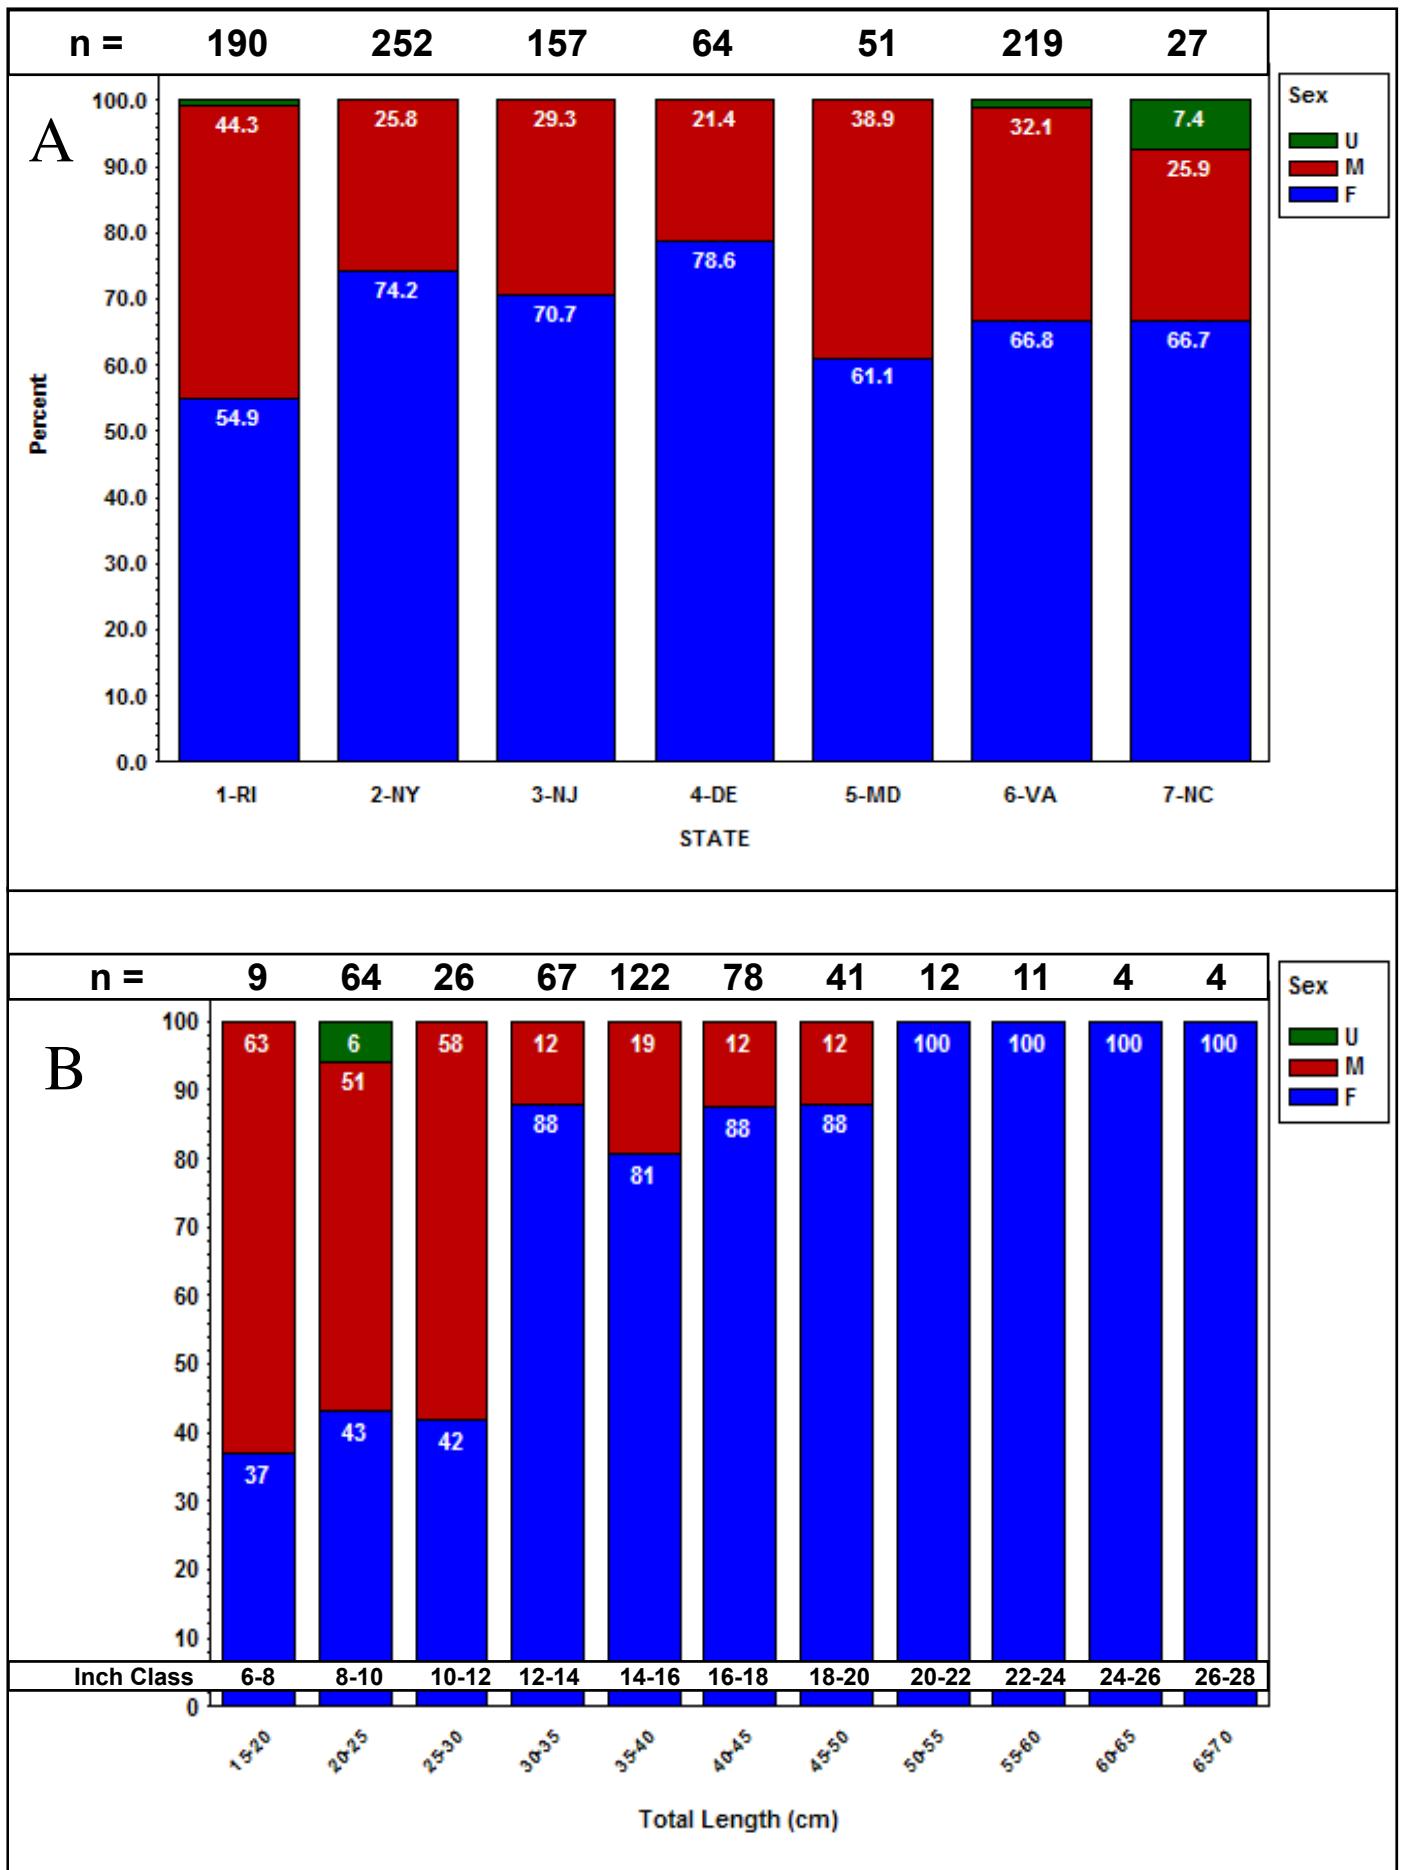 n = 190 252 157 64 51 219 27
A
Sex
U
M
F
100.0
90.0
80.0
70.0
60.0
50.0
40.0
30.0
20.0
10.0
0.0
Percent
44.3 25.8 29.3 21.4 38.9 32.1 7.4
25.9
54.9 74.2 70.7 78.6 61.1 66.8 66.7
1-RI 2-NY 3-NJ 4-DE 5-MD 6-VA 7-NC
STATE
n = 9 64 26 67 122 78 41 12 11 4 4
B
Sex
U
M
F
100
90
80
70
60
50
40
30
20
10
0
63 6 58 12 19 12 12 100 100 100 100
51
88 81 88 88
37 43 42
Inch Class 6-8 8-10 10-12 12-14 14-16 16-18 18-20 20-22 22-24 24-26 26-28
15-20 20-25 25-30 30-35 35-40 40-45 45-50 50-55 55-60 60-65 65-70
Total Length (cm)